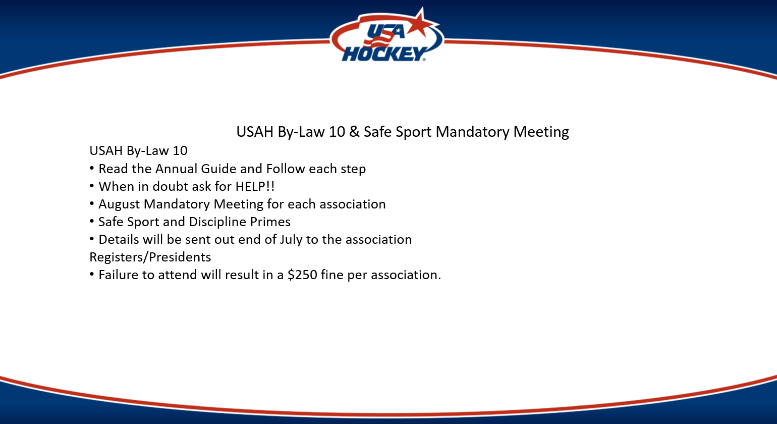 USA
HOCKEY
USAH By-Law 10 & Safe Sport Mandatory Meeting
USAH By-Law 10
• Read the Annual Guide and Follow each step
• When in doubt ask for HELP!!
• August Mandatory Meeting for each association
• Safe Sport and Discipline Primes
• Details will be sent out end of July to the association
Registers/Presidents
• Failure to attend will result in a $250 fine per association.